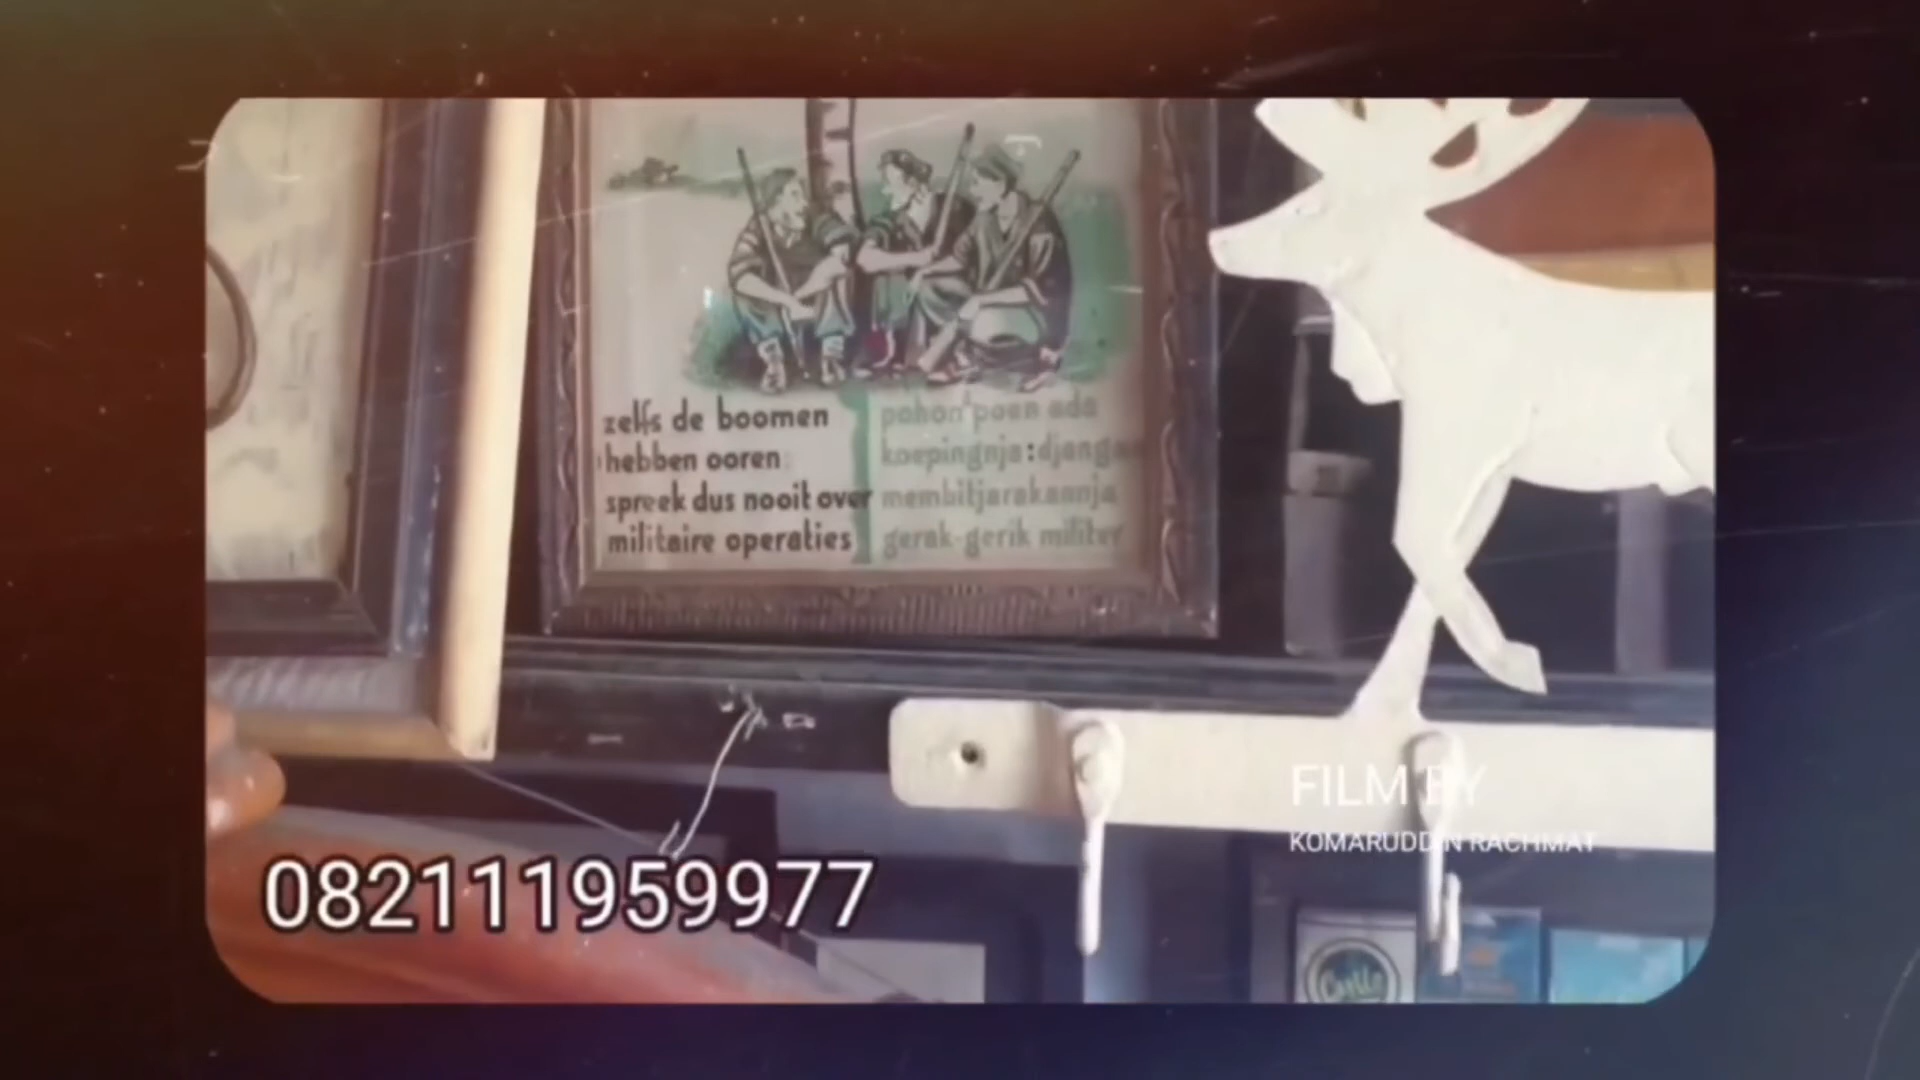 zelfs de boomen
hebben ooren:
spreek dus nooit over
militaire operaties
pohon² poen ada
koepingnja: djangan
membitjarakannja
gerak-gerik militer
FILM BY
KOMARUDDIN RACHMAT
082111959977